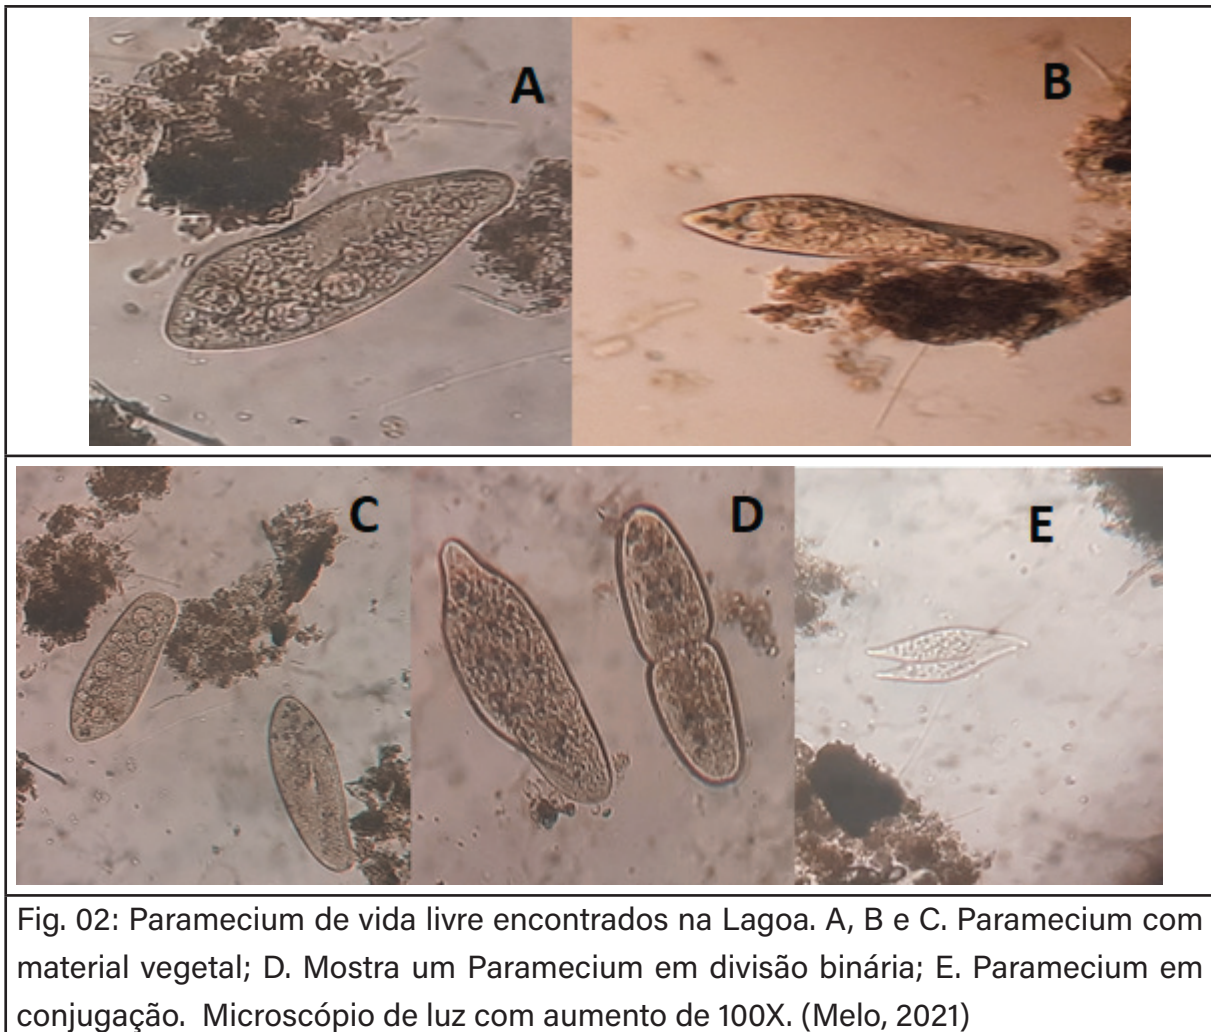 A
B
C
D
E
Fig. 02: Paramecium de vida livre encontrados na Lagoa. A, B e C. Paramecium com
material vegetal; D. Mostra um Paramecium em divisão binária; E. Paramecium em
conjugação. Microscópio de luz com aumento de 100X. (Melo, 2021)